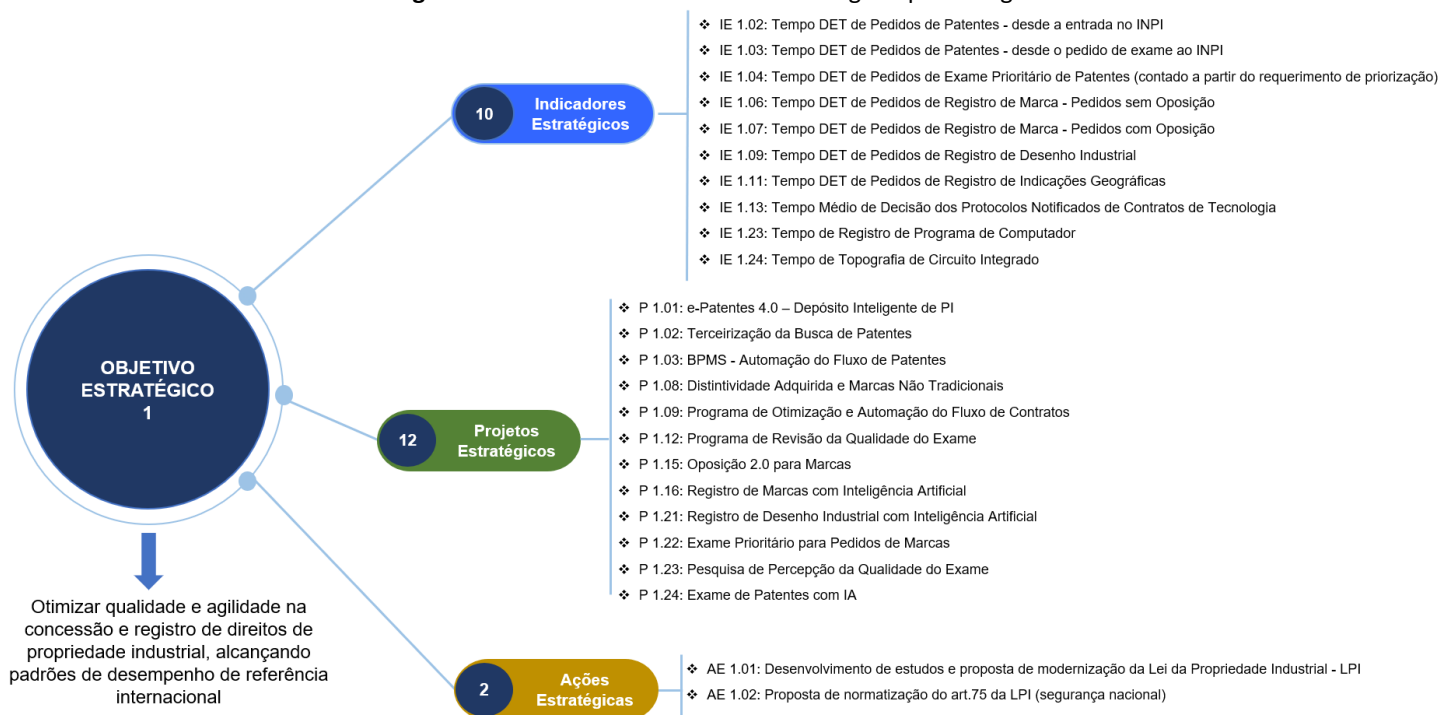 ❖ IE 1.02: Tempo DET de Pedidos de Patentes - desde a entrada no INPI
❖ IE 1.03: Tempo DET de Pedidos de Patentes - desde o pedido de exame ao INPI
❖ IE 1.04: Tempo DET de Pedidos de Exame Prioritário de Patentes (contado a partir do requerimento de priorização)
❖ IE 1.06: Tempo DET de Pedidos de Registro de Marca - Pedidos sem Oposição
❖ IE 1.07: Tempo DET de Pedidos de Registro de Marca - Pedidos com Oposição
❖ IE 1.09: Tempo DET de Pedidos de Registro de Desenho Industrial
❖ IE 1.11: Tempo DET de Pedidos de Registro de Indicações Geográficas
❖ IE 1.13: Tempo Médio de Decisão dos Protocolos Notificados de Contratos de Tecnologia
❖ IE 1.23: Tempo de Registro de Programa de Computador
❖ IE 1.24: Tempo de Topografia de Circuito Integrado
10
Indicadores
Estratégicos
OBJETIVO
ESTRATÉGICO
1
❖ P 1.01: e-Patentes 4.0 – Depósito Inteligente de PI
❖ P 1.02: Terceirização da Busca de Patentes
❖ P 1.03: BPMS - Automação do Fluxo de Patentes
❖ P 1.08: Distintividade Adquirida e Marcas Não Tradicionais
❖ P 1.09: Programa de Otimização e Automação do Fluxo de Contratos
❖ P 1.12: Programa de Revisão da Qualidade do Exame
❖ P 1.15: Oposição 2.0 para Marcas
❖ P 1.16: Registro de Marcas com Inteligência Artificial
❖ P 1.21: Registro de Desenho Industrial com Inteligência Artificial
❖ P 1.22: Exame Prioritário para Pedidos de Marcas
❖ P 1.23: Pesquisa de Percepção da Qualidade do Exame
❖ P 1.24: Exame de Patentes com IA
12
Projetos
Estratégicos
Otimizar qualidade e agilidade na
concessão e registro de direitos de
propriedade industrial, alcançando
padrões de desempenho de referência
internacional
2
Ações
Estratégicas
❖ AE 1.01: Desenvolvimento de estudos e proposta de modernização da Lei da Propriedade Industrial - LPI
❖ AE 1.02: Proposta de normatização do art.75 da LPI (segurança nacional)